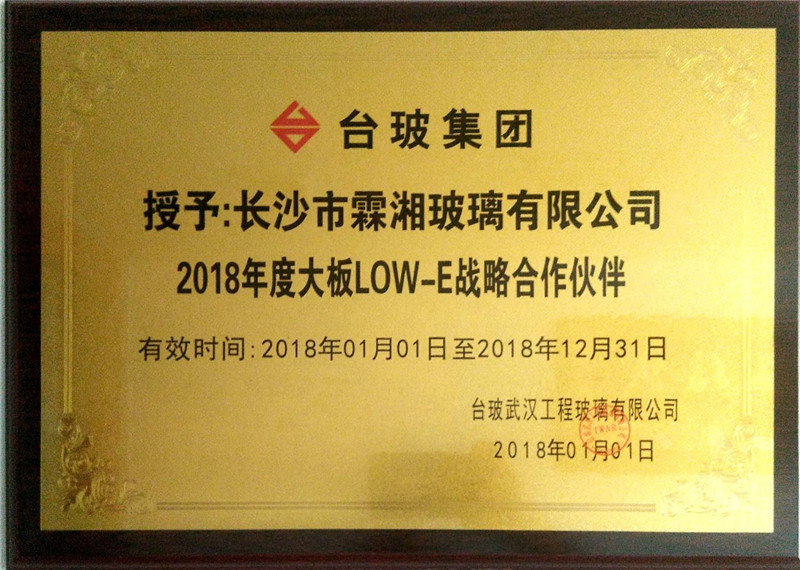 台玻集团
授予:长沙市霖湘玻璃有限公司
2018年度大板LOW-E战略合作伙伴
有效时间:2018年01月01日至2018年12月31日
台玻武汉工程玻璃有限公司
2018年01月01日